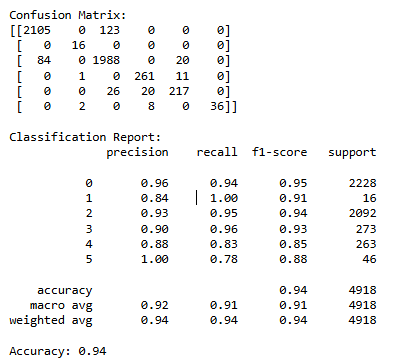 Confusion Matrix:
[[2105 0 123 0 0 0]
[ 0 16 0 0 0 0]
[ 84 0 1988 0 20 0]
[ 0 1 0 261 11 0]
[ 0 0 26 20 217 0]
[ 0 2 0 8 0 36]]
Classification Report:
precision recall f1-score support
0 0.96 0.94 0.95 2228
1 0.84 1.00 0.91 16
2 0.93 0.95 0.94 2092
3 0.90 0.96 0.93 273
4 0.88 0.83 0.85 263
5 1.00 0.78 0.88 46
accuracy 0.94 4918
macro avg 0.92 0.91 0.91 4918
weighted avg 0.94 0.94 0.94 4918
Accuracy: 0.94